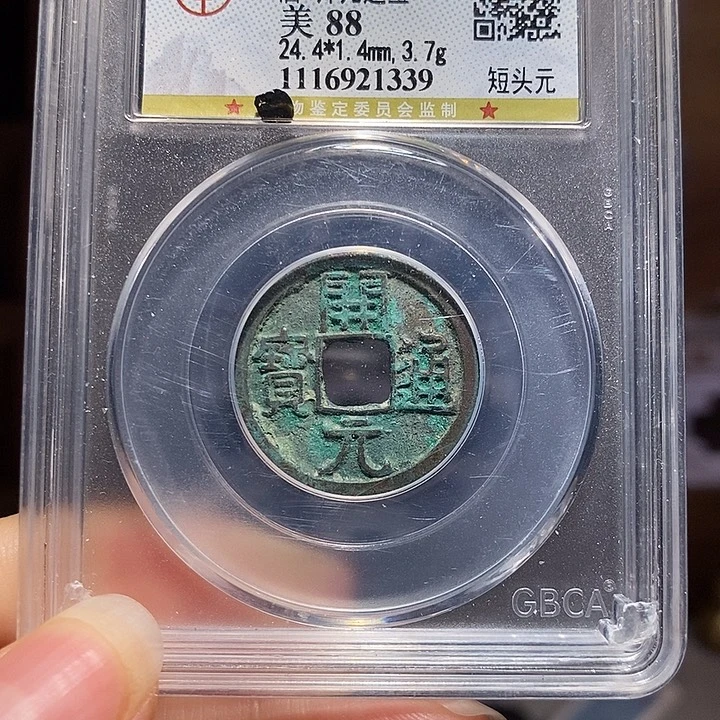 美 88
24.4*1.4mm,3.7g
1116921339 短头元
物鉴定委员会监制
GBCA
開
寶 通
元
GBCA